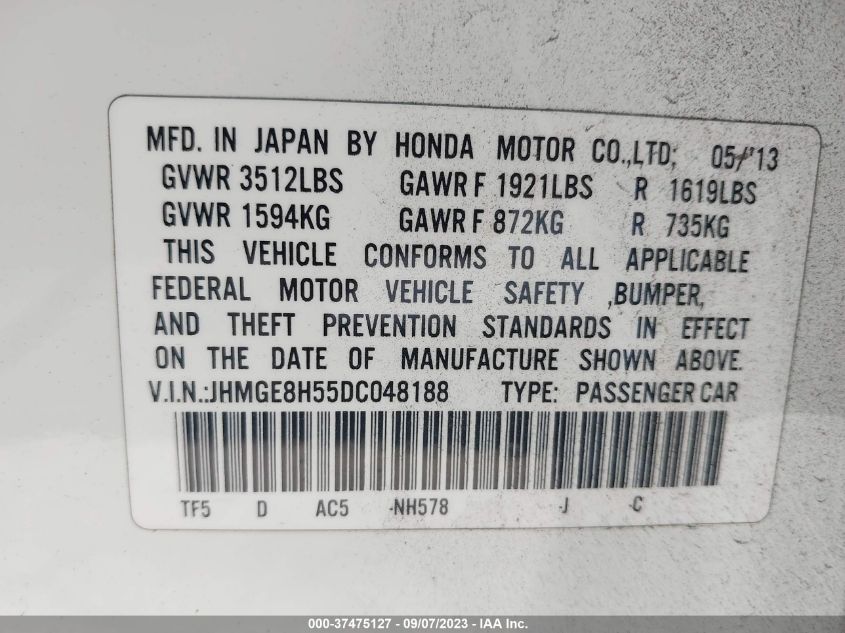 MFD. IN JAPAN BY HONDA MOTOR CO.,LTD; 05/'13
GVWR 3512LBS GAWR F 1921LBS R 1619LBS
GVWR 1594KG GAWR F 872KG R 735KG
THIS VEHICLE CONFORMS TO ALL APPLICABLE
FEDERAL MOTOR VEHICLE SAFETY ,BUMPER,
AND THEFT PREVENTION STANDARDS IN EFFECT
ON THE DATE OF MANUFACTURE SHOWN ABOVE.
V.I.N.:JHMGE8H55DC048188 TYPE: PASSENGER CAR
TF5 D AC5 -NH578 -J -C
000-37475127 - 09/07/2023 - IAA Inc.